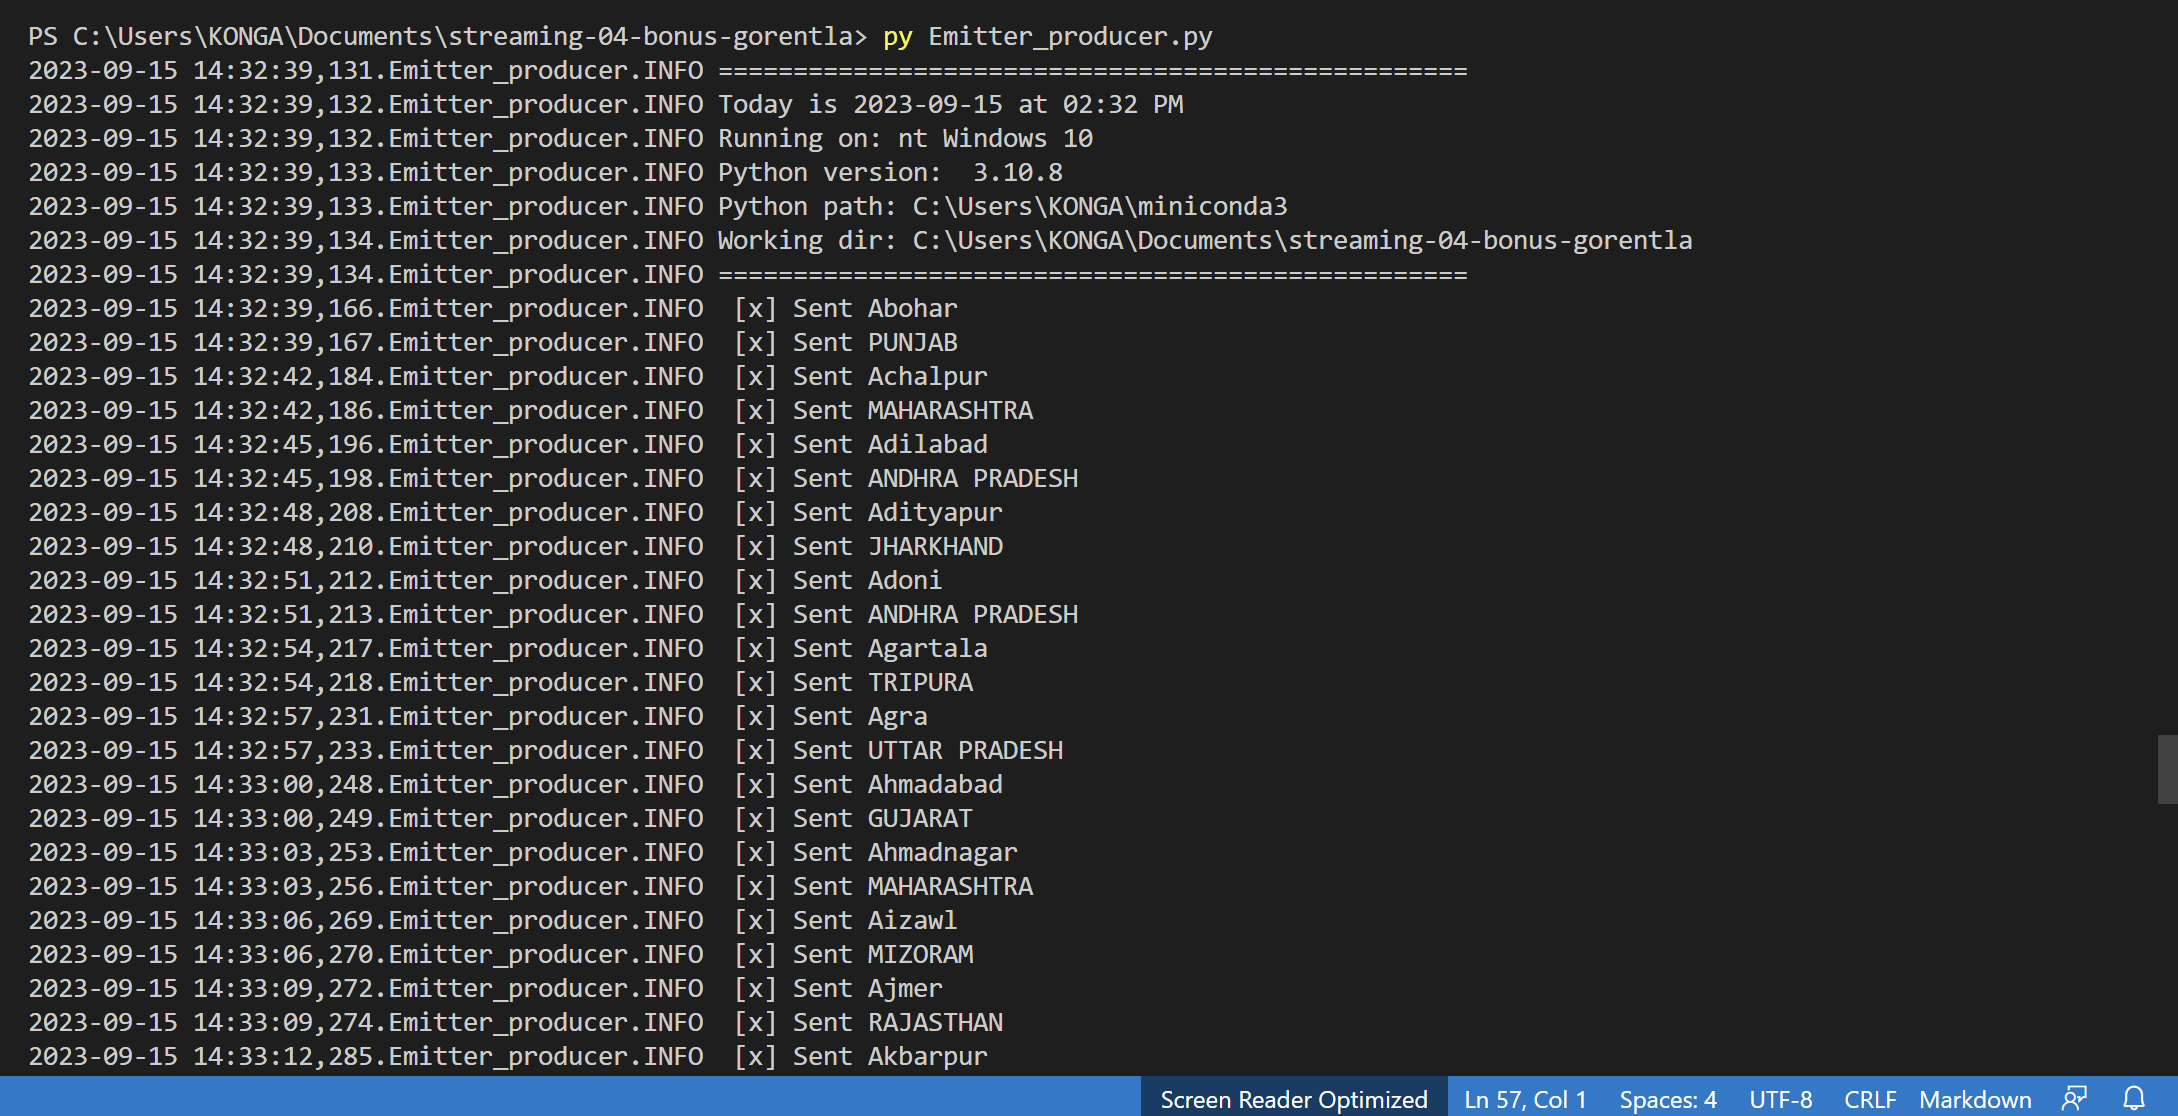 PS C:\Users\KONGA\Documents\streaming-04-bonus-gorentla> py Emitter_producer.py
2023-09-15 14:32:39,131.Emitter_producer.INFO ==================================================
2023-09-15 14:32:39,132.Emitter_producer.INFO Today is 2023-09-15 at 02:32 PM
2023-09-15 14:32:39,132.Emitter_producer.INFO Running on: nt Windows 10
2023-09-15 14:32:39,133.Emitter_producer.INFO Python version:  3.10.8
2023-09-15 14:32:39,133.Emitter_producer.INFO Python path: C:\Users\KONGA\miniconda3
2023-09-15 14:32:39,134.Emitter_producer.INFO Working dir: C:\Users\KONGA\Documents\streaming-04-bonus-gorentla
2023-09-15 14:32:39,134.Emitter_producer.INFO ==================================================
2023-09-15 14:32:39,166.Emitter_producer.INFO  [x] Sent Abohar
2023-09-15 14:32:39,167.Emitter_producer.INFO  [x] Sent PUNJAB
2023-09-15 14:32:42,184.Emitter_producer.INFO  [x] Sent Achalpur
2023-09-15 14:32:42,186.Emitter_producer.INFO  [x] Sent MAHARASHTRA
2023-09-15 14:32:45,196.Emitter_producer.INFO  [x] Sent Adilabad
2023-09-15 14:32:45,198.Emitter_producer.INFO  [x] Sent ANDHRA PRADESH
2023-09-15 14:32:48,208.Emitter_producer.INFO  [x] Sent Adityapur
2023-09-15 14:32:48,210.Emitter_producer.INFO  [x] Sent JHARKHAND
2023-09-15 14:32:51,212.Emitter_producer.INFO  [x] Sent Adoni
2023-09-15 14:32:51,213.Emitter_producer.INFO  [x] Sent ANDHRA PRADESH
2023-09-15 14:32:54,217.Emitter_producer.INFO  [x] Sent Agartala
2023-09-15 14:32:54,218.Emitter_producer.INFO  [x] Sent TRIPURA
2023-09-15 14:32:57,231.Emitter_producer.INFO  [x] Sent Agra
2023-09-15 14:32:57,233.Emitter_producer.INFO  [x] Sent UTTAR PRADESH
2023-09-15 14:33:00,248.Emitter_producer.INFO  [x] Sent Ahmadabad
2023-09-15 14:33:00,249.Emitter_producer.INFO  [x] Sent GUJARAT
2023-09-15 14:33:03,253.Emitter_producer.INFO  [x] Sent Ahmadnagar
2023-09-15 14:33:03,256.Emitter_producer.INFO  [x] Sent MAHARASHTRA
2023-09-15 14:33:06,269.Emitter_producer.INFO  [x] Sent Aizawl
2023-09-15 14:33:06,270.Emitter_producer.INFO  [x] Sent MIZORAM
2023-09-15 14:33:09,272.Emitter_producer.INFO  [x] Sent Ajmer
2023-09-15 14:33:09,274.Emitter_producer.INFO  [x] Sent RAJASTHAN
2023-09-15 14:33:12,285.Emitter_producer.INFO  [x] Sent Akbarpur
Screen Reader Optimized Ln 57, Col 1 Spaces: 4 UTF-8 CRLF Markdown